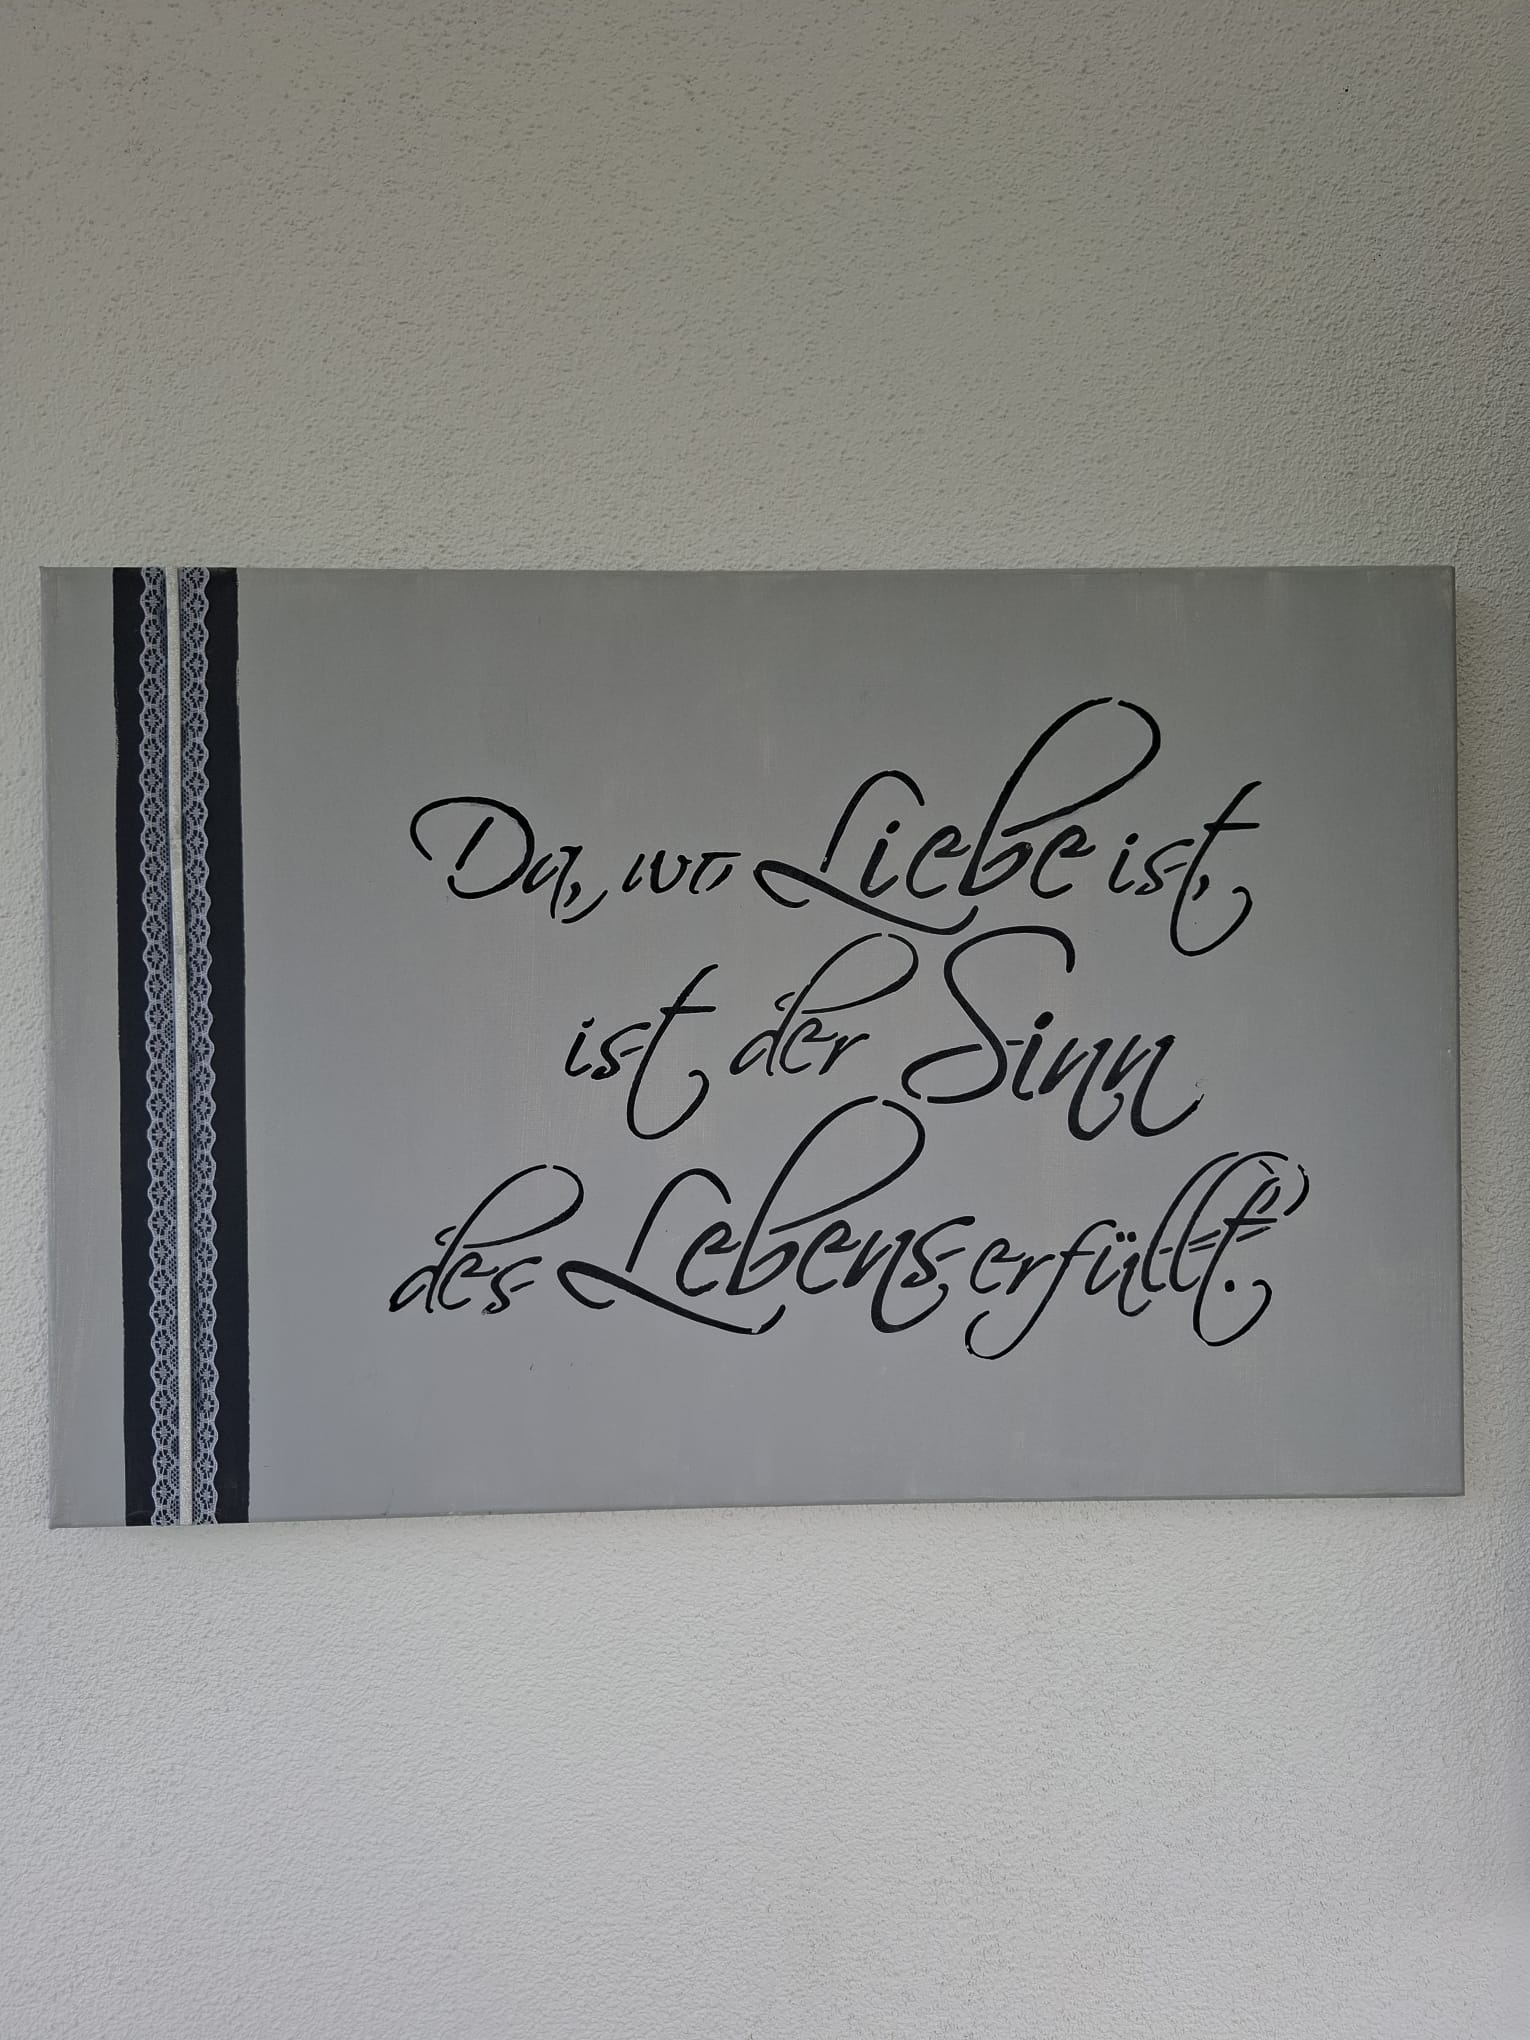 Da, wo Liebe ist,
ist der Sinn
des Lebens erfüllt.